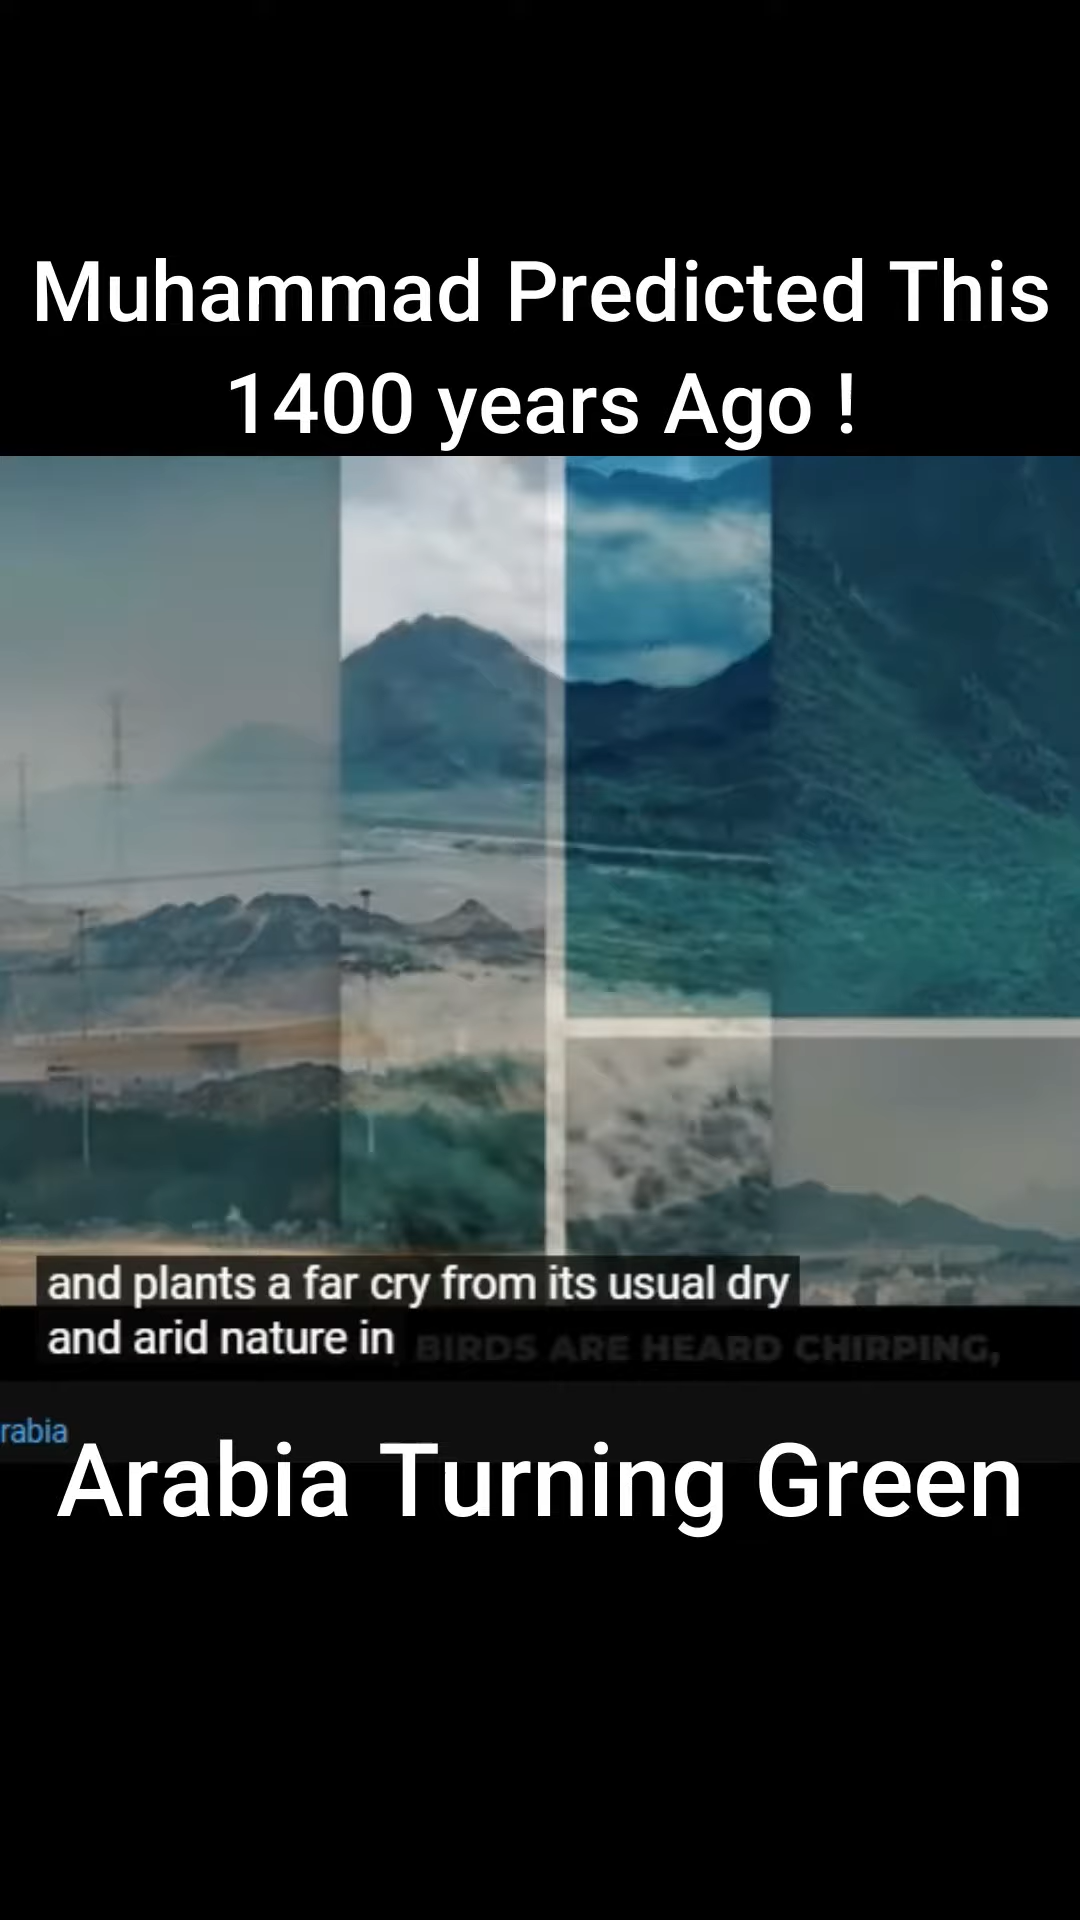 Muhammad Predicted This
1400 years Ago !
and plants a far cry from its usual dry
and arid nature in
BIRDS ARE HEARD CHIRPING,
rabia
Arabia Turning Green